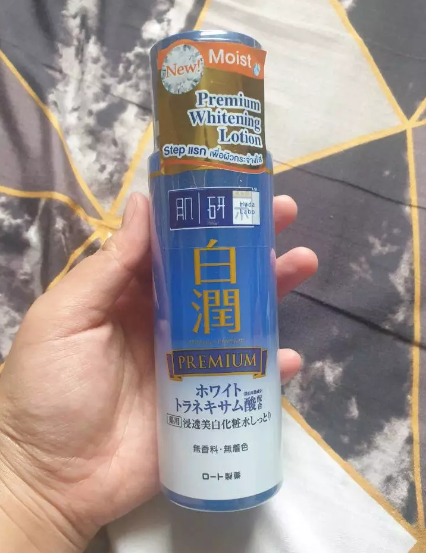 New!
Moist
Premium
Whitening
Lotion
Step แรก เพื่อผิวกระจ่างใส
肌研
Hada
Labo
白
潤
PREMIUM
ホワイト
トラネキサム酸配合
薬用 浸透美白化粧水しっとり
無香料・無着色
ロート製薬